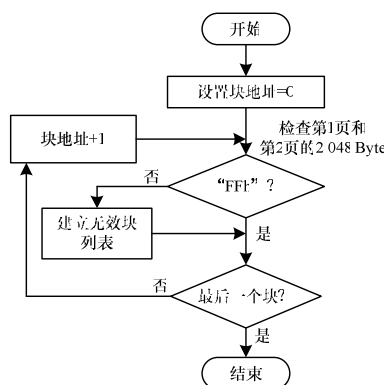 开始
设置块地址=0
块地址+1
检查第1页和
第2页的2 048 Byte
否
“FFh”？
建立无效块
列表
是
否
最后一个块?
是
结束